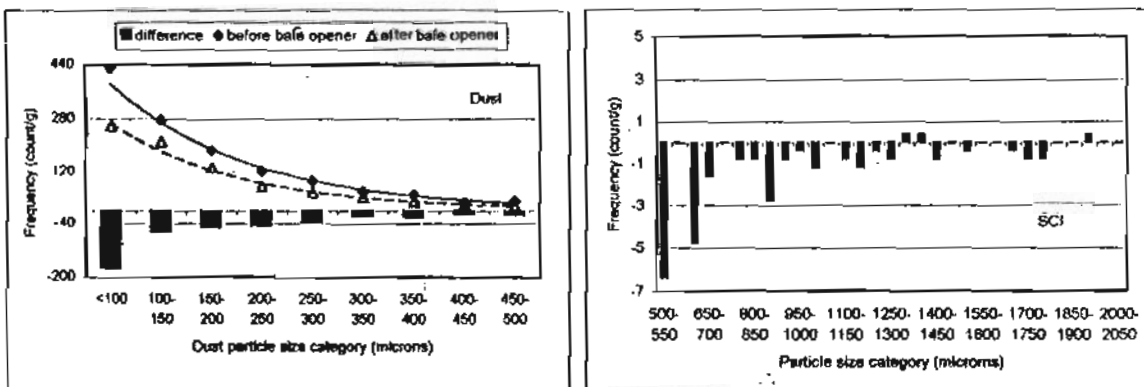 difference before bale opener after bale opener
Dust
440
280
120
-40
-200
Frequency (count/g)
<100 100-150 150-200 200-250 250-300 300-350 350-400 400-450 450-500
Dust particle size category (microns)
5
3
1
-1
-3
-5
-7
Frequency (count/g)
500-550 650-700 800-850 950-1000 1100-1150 1250-1300 1400-1450 1550-1600 1700-1750 1850-1900 2000-2050
Particle size category (microns)